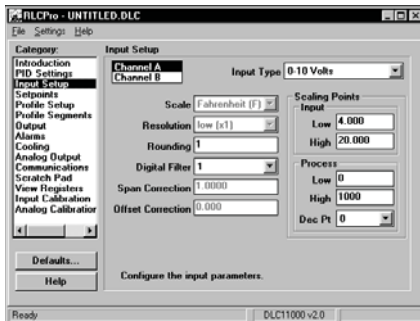 RLCPro - UNTITLED.DLC
File Settings Help
Category:
Introduction
PID Settings
Input Setup
Setpoints
Profile Setup
Profile Segments
Output
Alarms
Cooling
Analog Output
Communications
Scratch Pad
View Registers
Input Calibration
Analog Calibration
Defaults...
Help
Input Setup
Channel A
Channel B
Input Type 0-10 Volts
Scale Fahrenheit (F)
Resolution low (x1)
Rounding 1
Digital Filter 1
Span Correction 1.0000
Offset Correction 0.000
Scaling Points
Input
Low 4.000
High 20.000
Process
Low 0
High 1000
Dec Pt 0
Configure the input parameters.
Ready DLC11000 v2.0